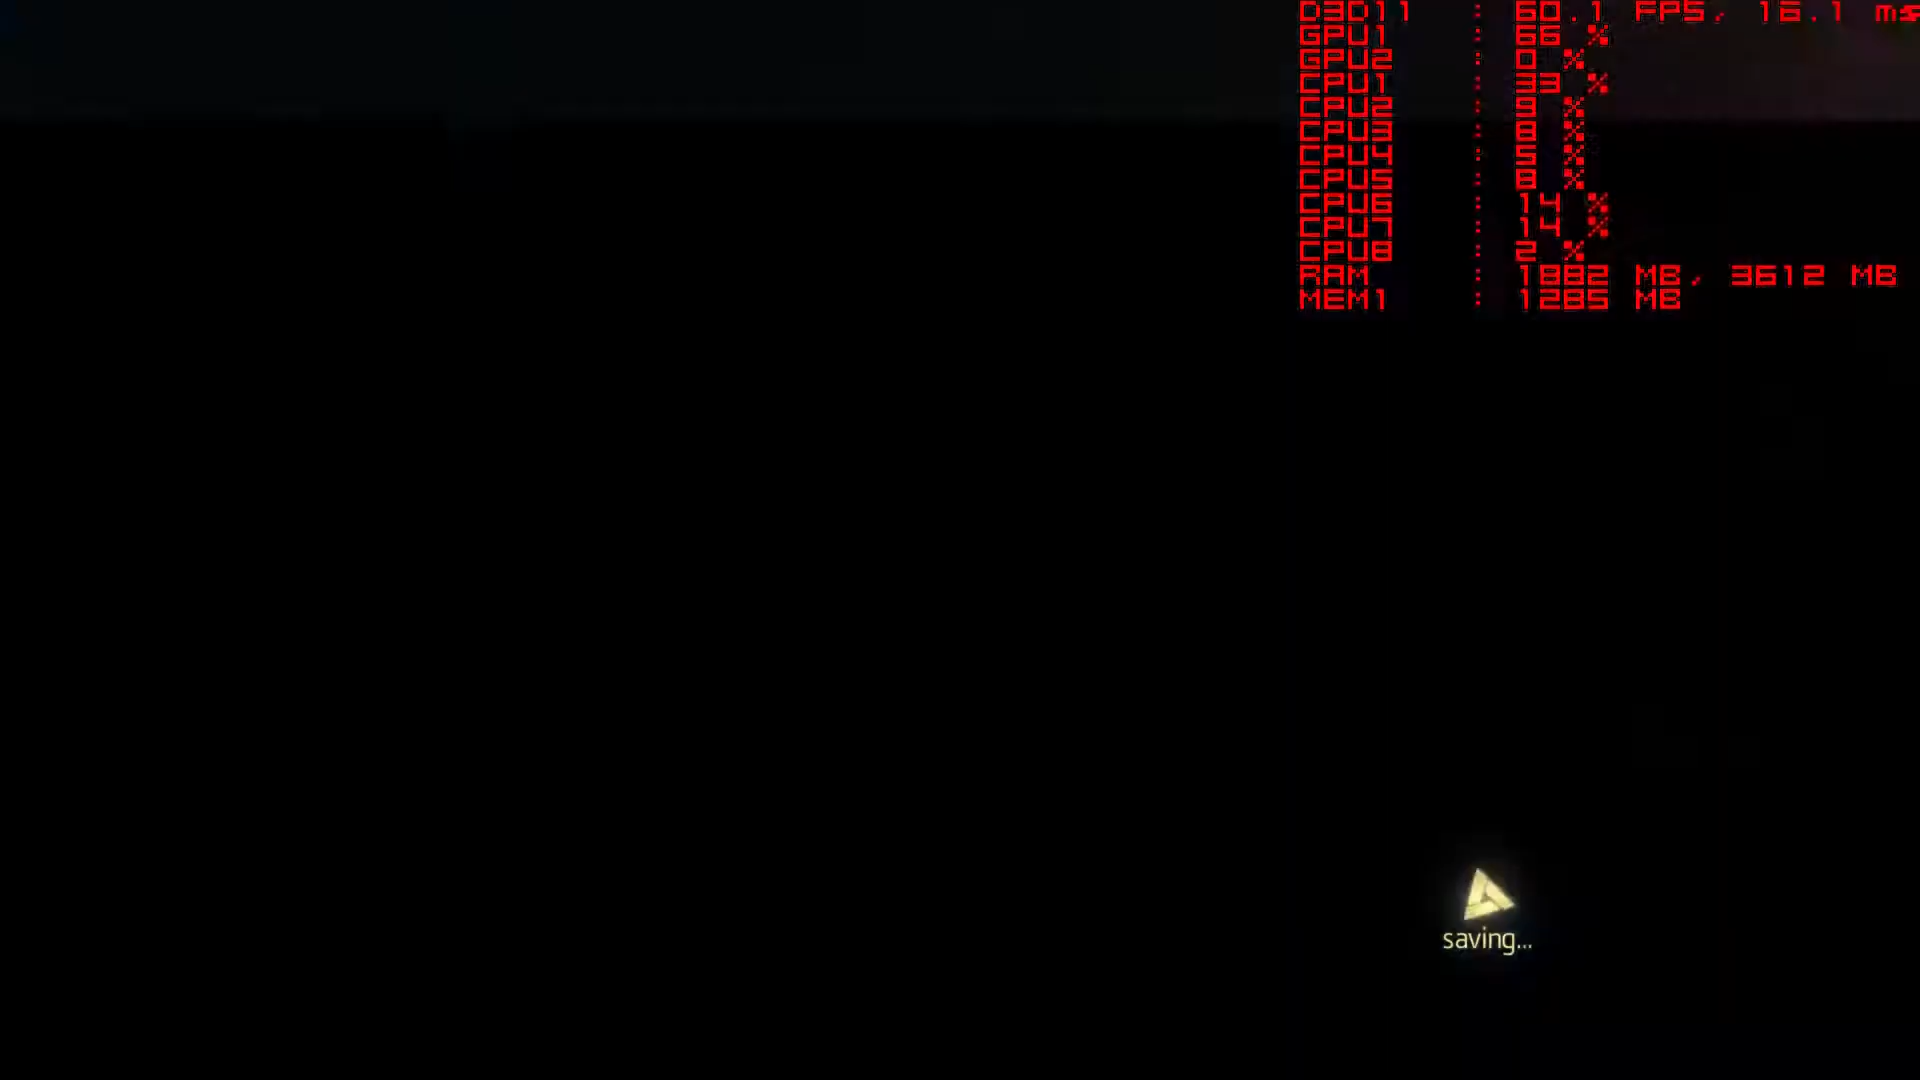 D3D11 : 60.1 FPS, 16.1 ms
GPU1 : 66 %
GPU2 : 0 %
CPU1 : 33 %
CPU2 : 9 %
CPU3 : 8 %
CPU4 : 5 %
CPU5 : 8 %
CPU6 : 14 %
CPU7 : 14 %
CPU8 : 2 %
RAM : 1882 MB, 3612 MB
MEM1 : 1285 MB
saving...